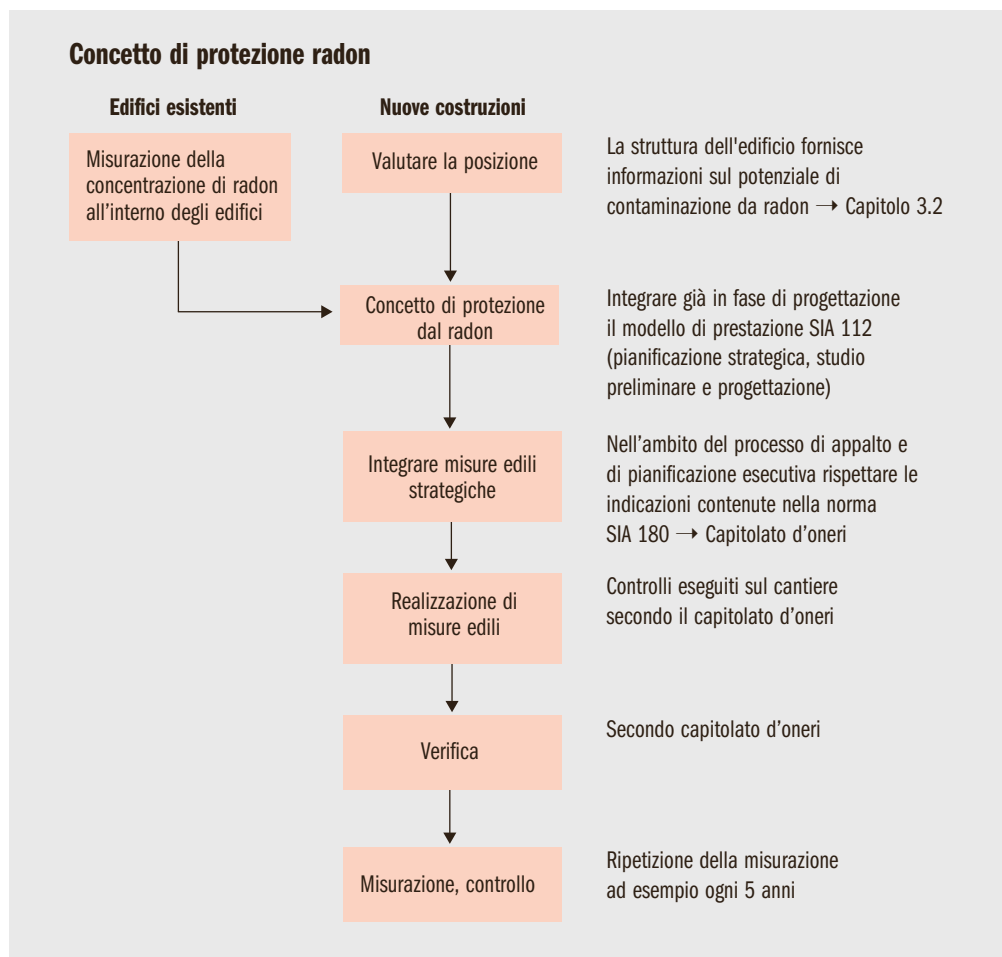 Concetto di protezione radon
Edifici esistenti
Nuove costruzioni
Misurazione della
concentrazione di radon
all’interno degli edifici
Valutare la posizione
La struttura dell'edificio fornisce
informazioni sul potenziale di
contaminazione da radon → Capitolo 3.2
Concetto di protezione
dal radon
Integrare già in fase di progettazione
il modello di prestazione SIA 112
(pianificazione strategica, studio
preliminare e progettazione)
Integrare misure edili
strategiche
Nell’ambito del processo di appalto e
di pianificazione esecutiva rispettare le
indicazioni contenute nella norma
SIA 180 → Capitolato d’oneri
Realizzazione di
misure edili
Controlli eseguiti sul cantiere
secondo il capitolato d’oneri
Verifica
Secondo capitolato d’oneri
Misurazione, controllo
Ripetizione della misurazione
ad esempio ogni 5 anni